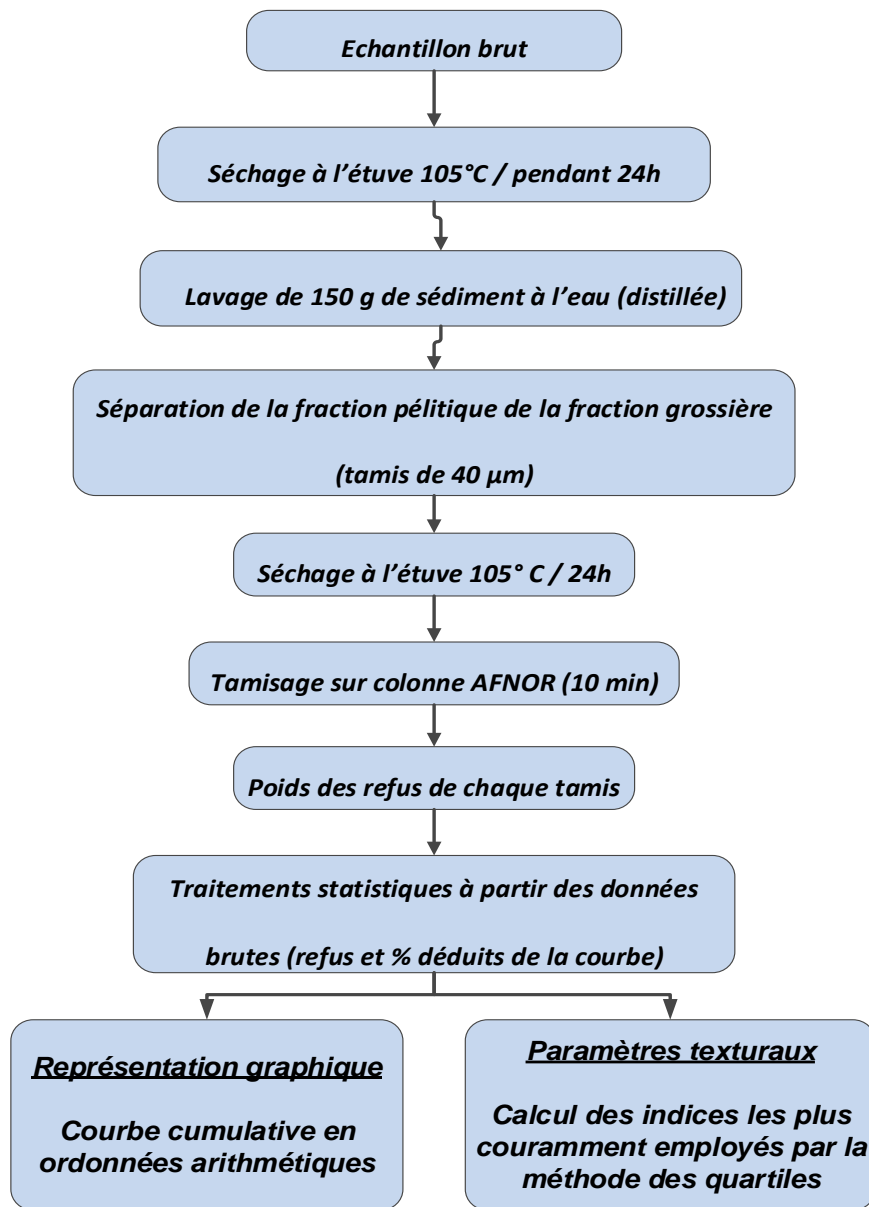 Echantillon brut
Séchage à l’étuve 105°C / pendant 24h
Lavage de 150 g de sédiment à l’eau (distillée)
Séparation de la fraction pélitique de la fraction grossière
(tamis de 40 µm)
Séchage à l’étuve 105° C / 24h
Tamisage sur colonne AFNOR (10 min)
Poids des refus de chaque tamis
Traitements statistiques à partir des données
brutes (refus et % déduits de la courbe)
Représentation graphique
Courbe cumulative en
ordonnées arithmétiques
Paramètres texturaux
Calcul des indices les plus
couramment employés par la
méthode des quartiles